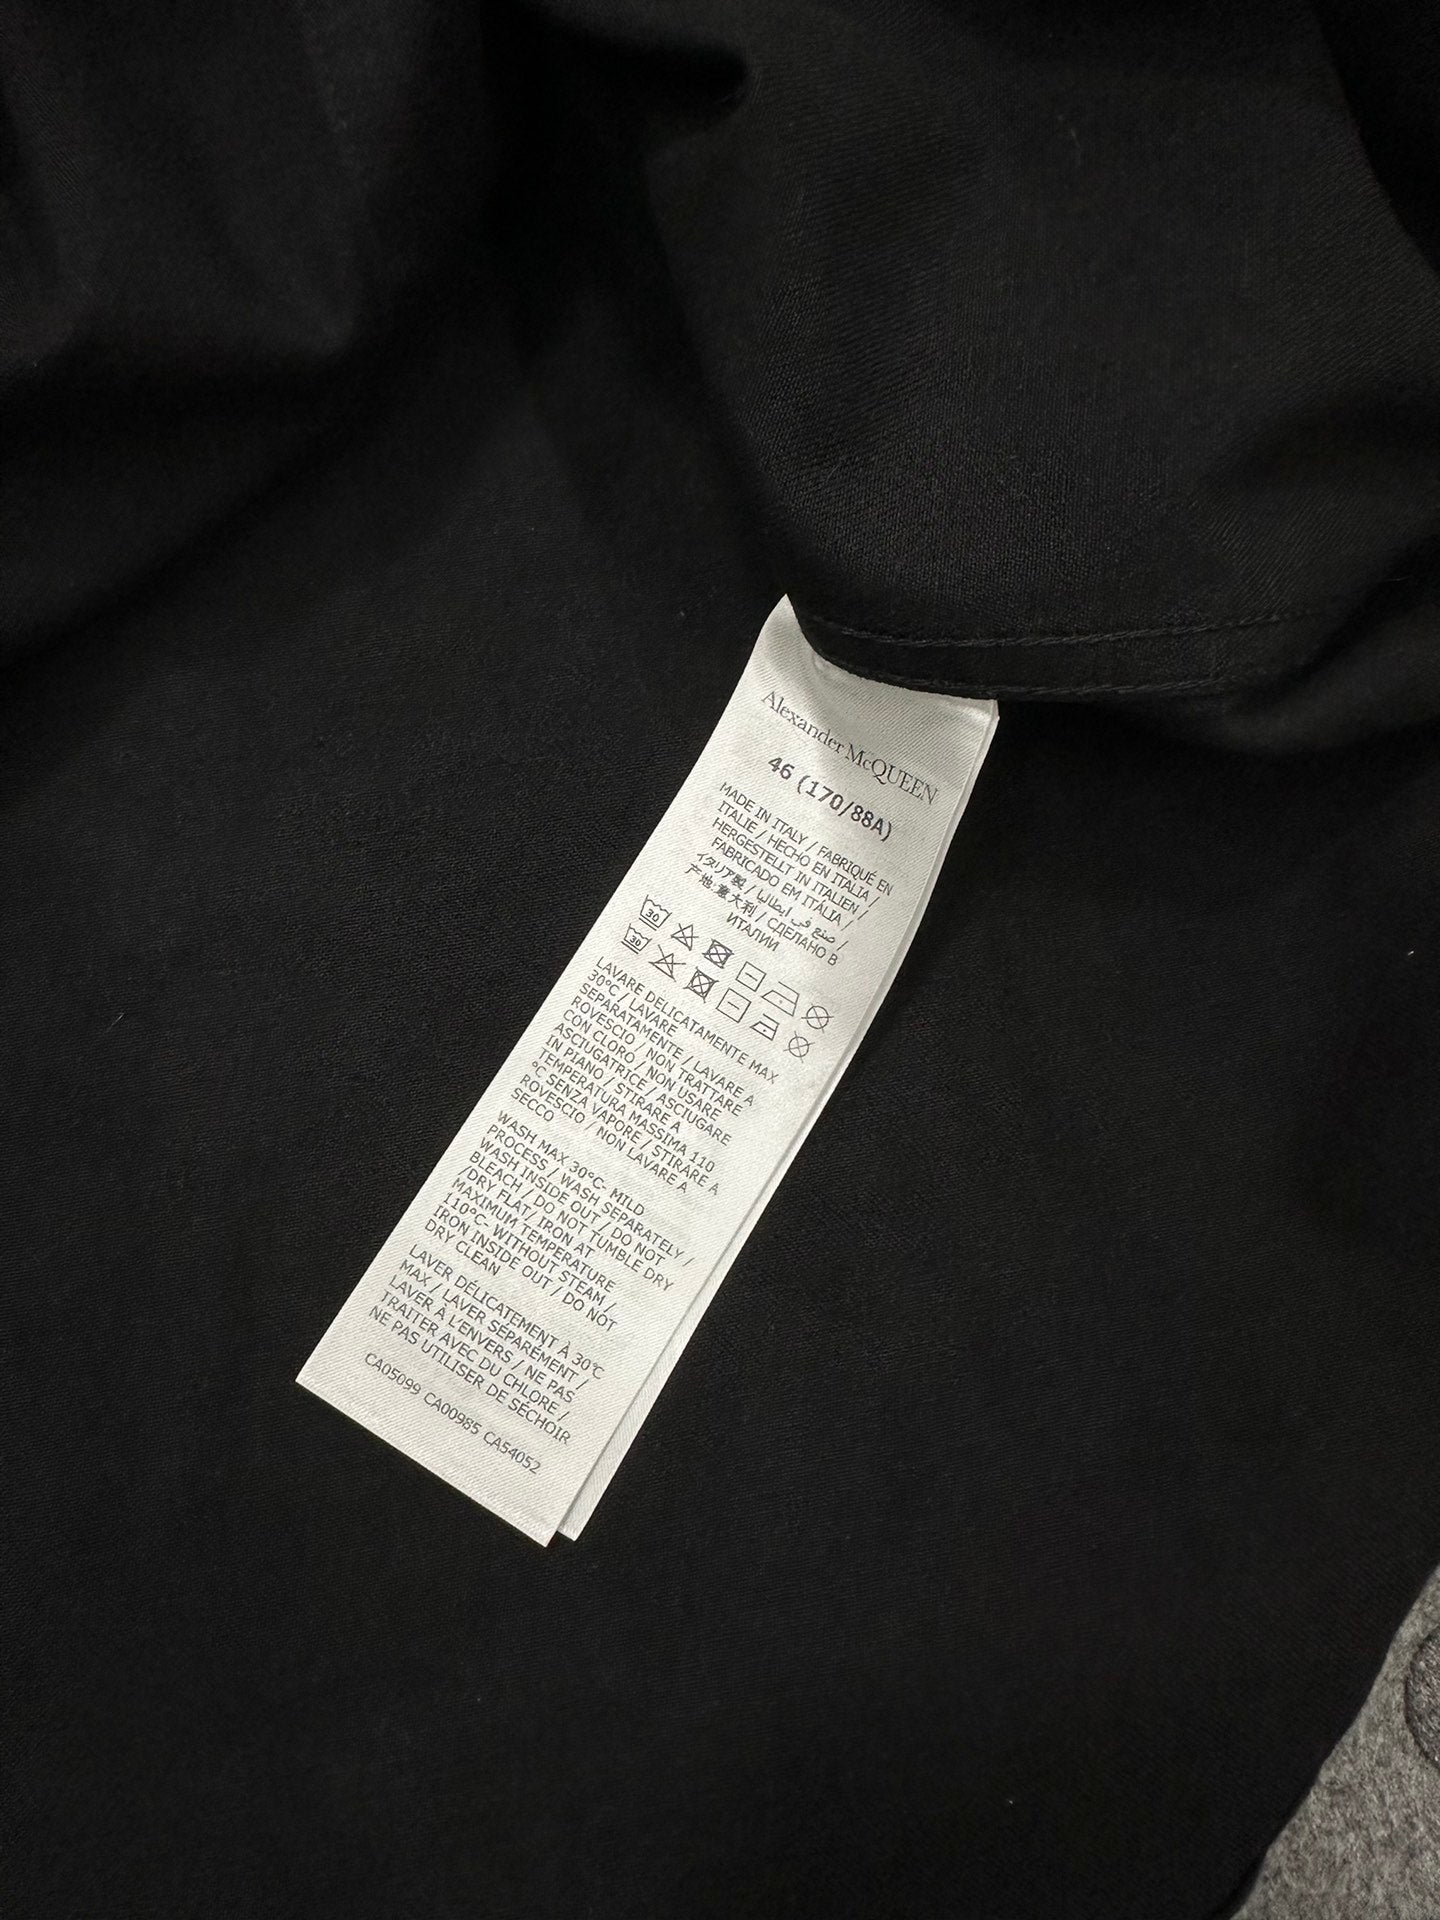 Alexander McQUEEN
46 (170/88A)
MADE IN ITALY / FABRIQUÉ EN
ITALIE / HECHO EN ITALIA /
HERGESTELLT IN ITALIEN /
FABRICADO EM ITÁLIA /
イタリア製 / صنع في ايطاليا /
产地:意大利 / СДЕЛАНО В
ИТАЛИИ
30
30
LAVARE DELICATAMENTE MAX
30°C / LAVARE
SEPARATAMENTE / LAVARE A
ROVESCIO / NON TRATTARE
CON CLORO / NON USARE
ASCIUGATRICE / ASCIUGARE
IN PIANO / STIRARE A
TEMPERATURA MASSIMA 110
°C SENZA VAPORE / STIRARE A
ROVESCIO / NON LAVARE A
SECCO
WASH MAX 30°C- MILD
PROCESS / WASH SEPARATELY /
WASH INSIDE OUT / DO NOT
BLEACH / DO NOT TUMBLE DRY
/DRY FLAT/ IRON AT
MAXIMUM TEMPERATURE
110°C- WITHOUT STEAM /
IRON INSIDE OUT / DO NOT
DRY CLEAN
LAVER DÉLICATEMENT À 30°C
MAX / LAVER SÉPARÉMENT /
LAVER À L'ENVERS / NE PAS
TRAITER AVEC DU CHLORE /
NE PAS UTILISER DE SÉCHOIR
CA05099 CA00985 CA54052